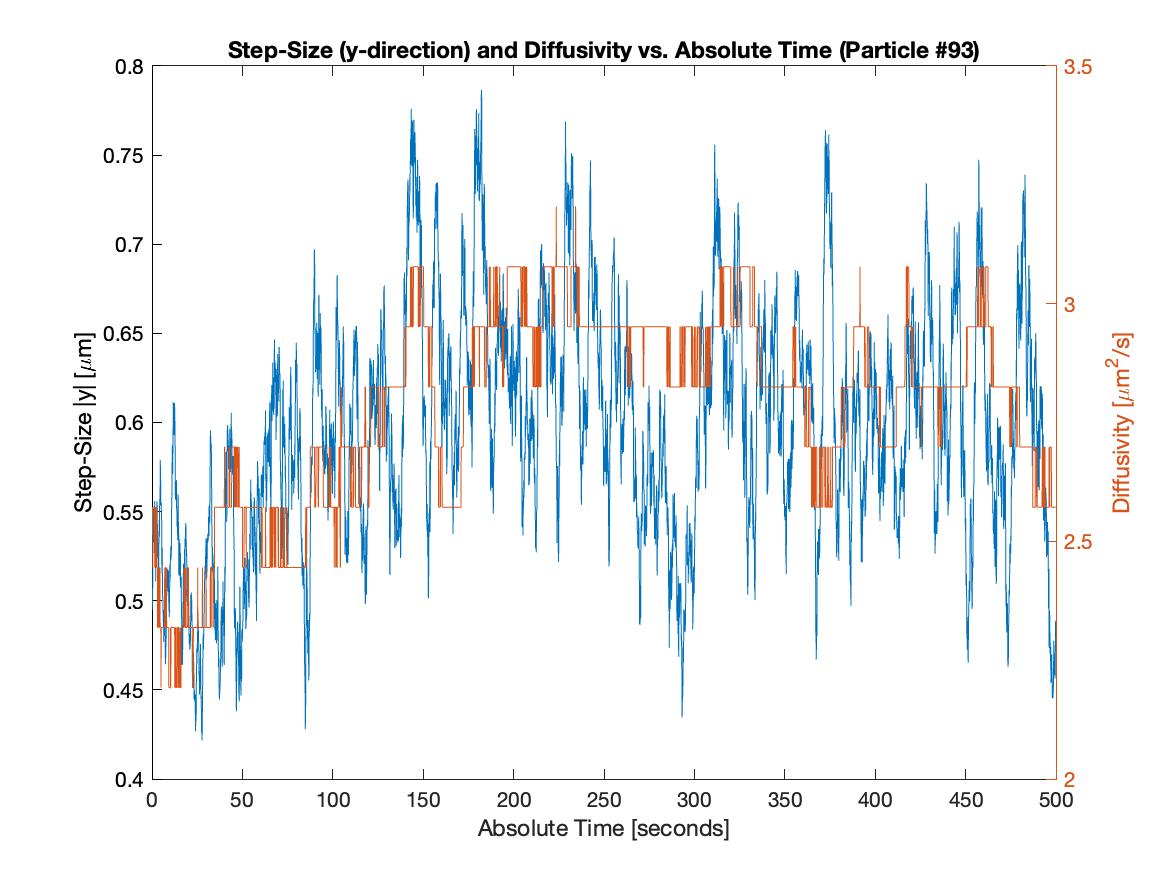 Step-Size (y-direction) and Diffusivity vs. Absolute Time (Particle #93)
0.8
0.75
0.7
0.65
0.6
0.55
0.5
0.45
0.4
Step-Size |y| [μm]
3.5
3
2.5
2
Diffusivity [μm²/s]
0 50 100 150 200 250 300 350 400 450 500
Absolute Time [seconds]